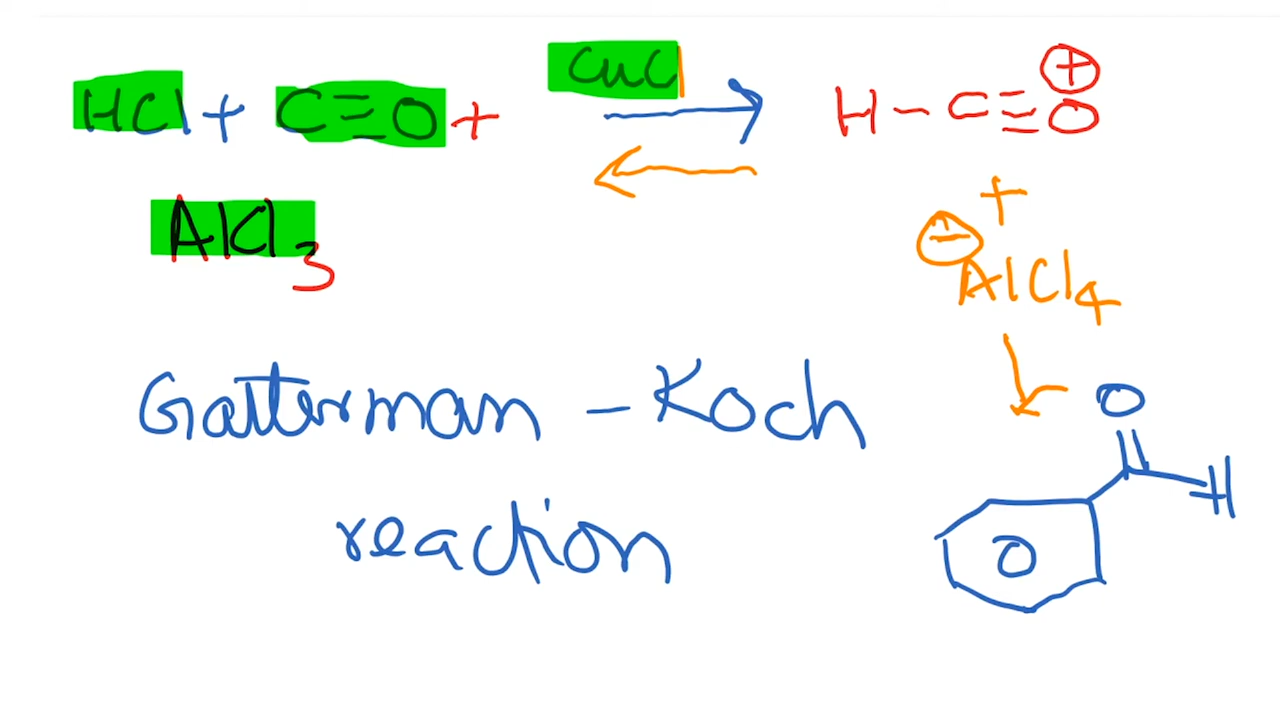 HCl + C≡O + CuCl → H-C≡O⊕
← +
AlCl3 ⊖AlCl4
Gatterman - Koch O
H
reaction O